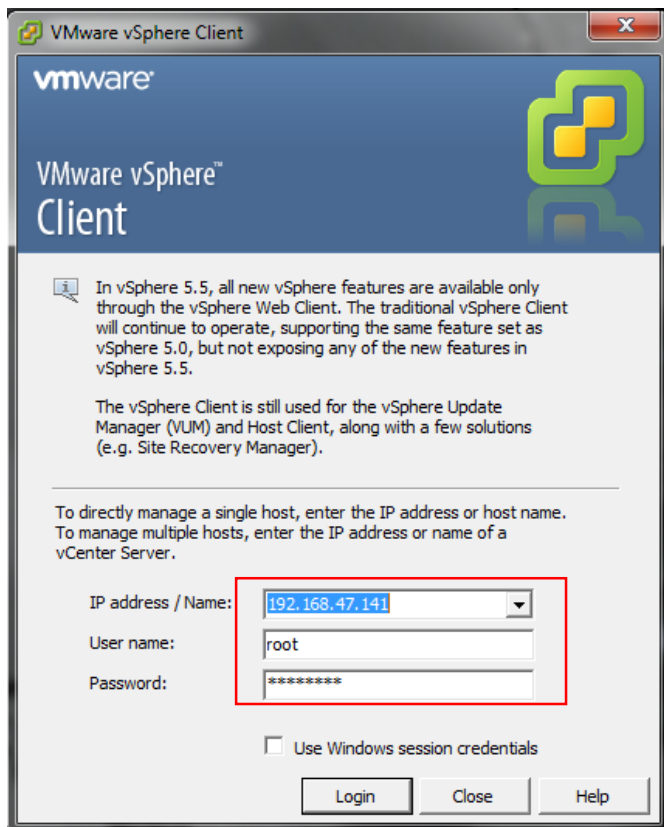 VMware vSphere Client
vmware®
VMware vSphere™
Client
In vSphere 5.5, all new vSphere features are available only
through the vSphere Web Client. The traditional vSphere Client
will continue to operate, supporting the same feature set as
vSphere 5.0, but not exposing any of the new features in
vSphere 5.5.
The vSphere Client is still used for the vSphere Update
Manager (VUM) and Host Client, along with a few solutions
(e.g. Site Recovery Manager).
To directly manage a single host, enter the IP address or host name.
To manage multiple hosts, enter the IP address or name of a
vCenter Server.
IP address / Name: 192.168.47.141
User name: root
Password: ********
Use Windows session credentials
Login Close Help